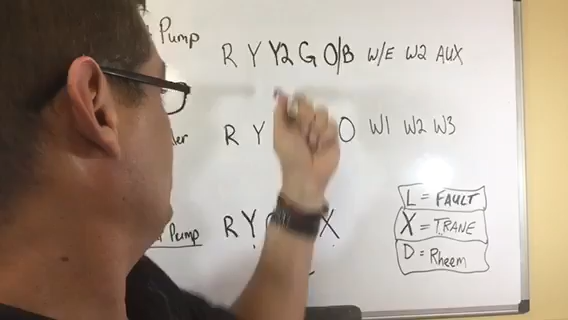 Pump R Y Y2 G O/B W/E W2 AUX
R Y O W1 W2 W3
Pump R Y X
L = FAULT
X = TRANE
D = Rheem